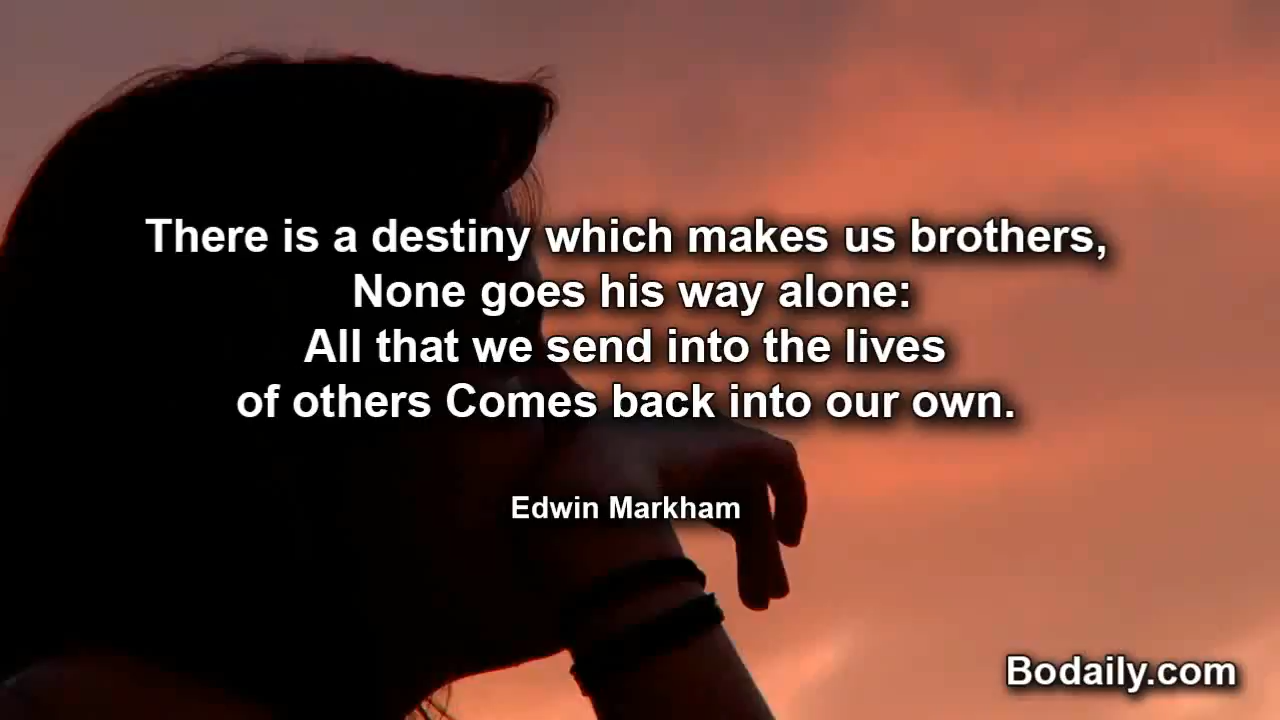 There is a destiny which makes us brothers,
None goes his way alone:
All that we send into the lives
of others Comes back into our own.
Edwin Markham
Bodaily.com